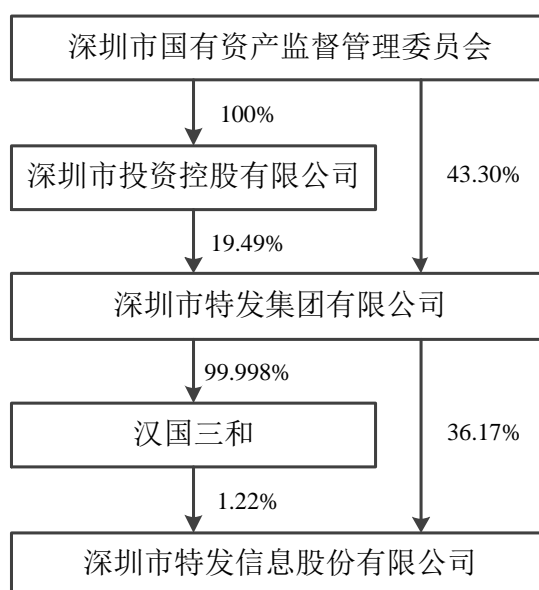 深圳市国有资产监督管理委员会
100%
深圳市投资控股有限公司
43.30%
19.49%
深圳市特发集团有限公司
99.998%
汉国三和
36.17%
1.22%
深圳市特发信息股份有限公司